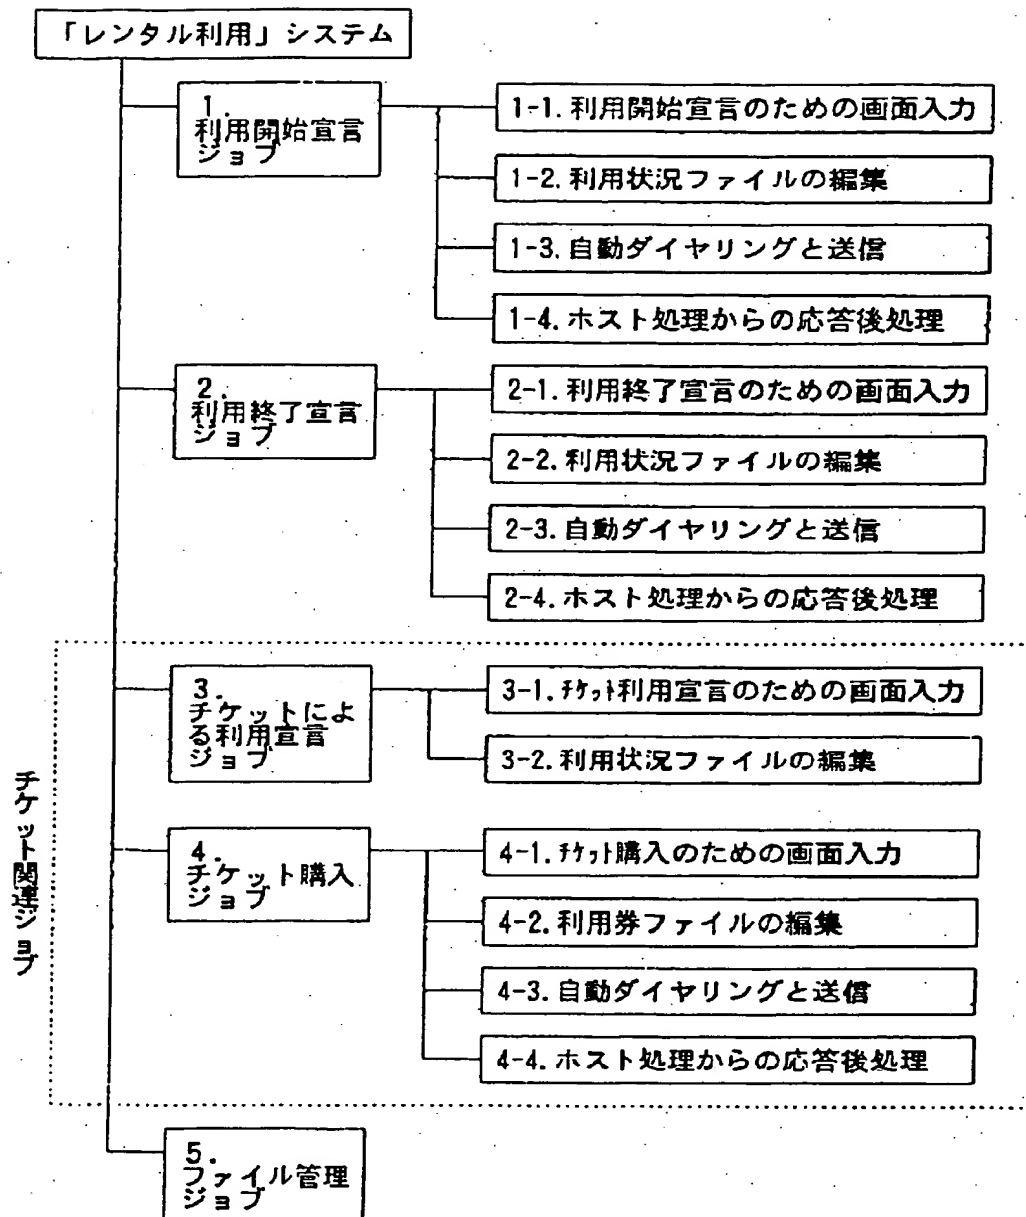 「レンタル利用」システム
1.
利用開始宣言
ジョブ
1-1.利用開始宣言のための画面入力
1-2.利用状況ファイルの編集
1-3.自動ダイヤリングと送信
1-4.ホスト処理からの応答後処理
2.
利用終了宣言
ジョブ
2-1.利用終了宣言のための画面入力
2-2.利用状況ファイルの編集
2-3.自動ダイヤリングと送信
2-4.ホスト処理からの応答後処理
チケット関連ジョブ
3.
チケットによ
る利用宣言
ジョブ
3-1.ﾁｹｯﾄ利用宣言のための画面入力
3-2.利用状況ファイルの編集
4.
チケット購入
ジョブ
4-1.ﾁｹｯﾄ購入のための画面入力
4-2.利用券ファイルの編集
4-3.自動ダイヤリングと送信
4-4.ホスト処理からの応答後処理
5.
ファイル管理
ジョブ